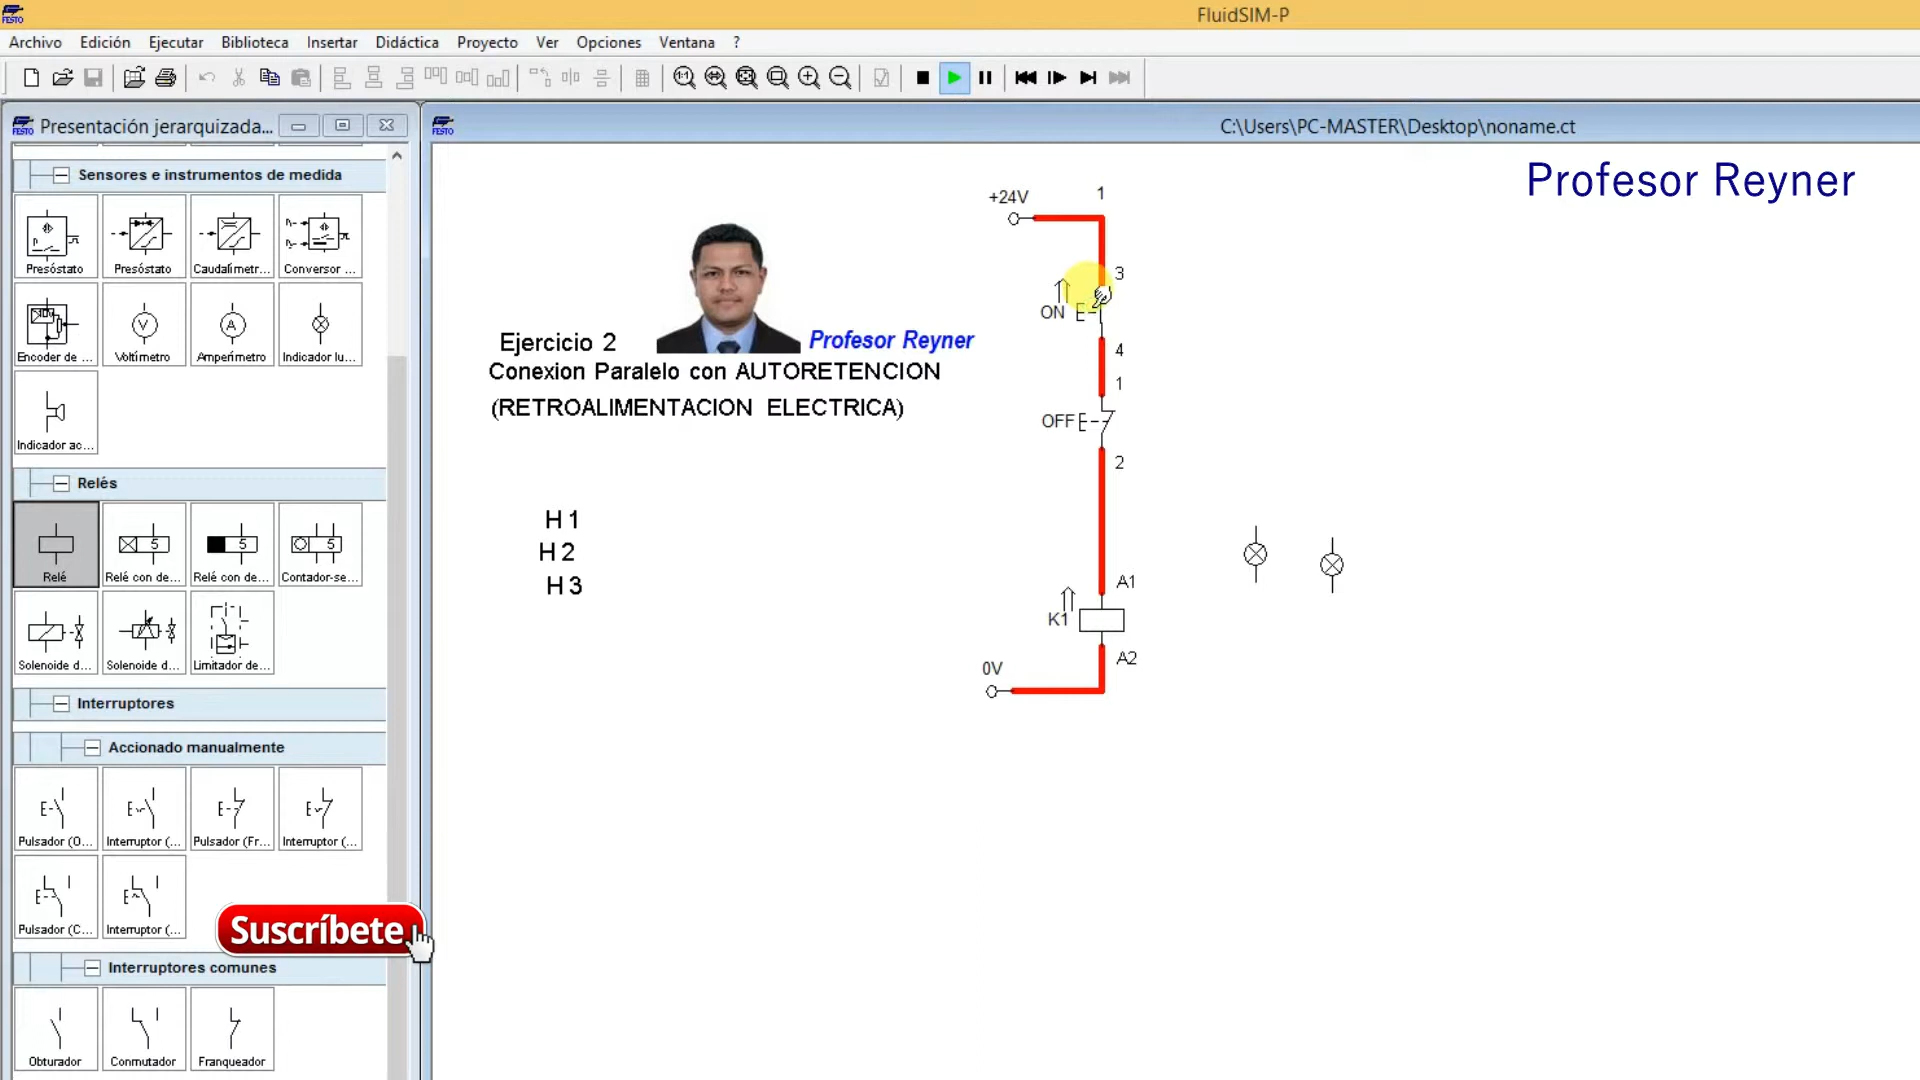 FluidSIM-P
Archivo Edición Ejecutar Biblioteca Insertar Didáctica Proyecto Ver Opciones Ventana ?
Presentación jerarquizada...
C:\Users\PC-MASTER\Desktop\noname.ct
Profesor Reyner
Sensores e instrumentos de medida
Presóstato Presóstato Caudalímetr... Conversor ...
Encoder de ... Voltímetro Amperímetro Indicador lu...
Indicador ac...
Relés
Relé Relé con de... Relé con de... Contador-se...
Solenoide d... Solenoide d... Limitador de...
Interruptores
Accionado manualmente
Pulsador (O... Interruptor (... Pulsador (Fr... Interruptor (...
Pulsador (C... Interruptor (...
Suscríbete
Interruptores comunes
Obturador Conmutador Franqueador
Ejercicio 2
Profesor Reyner
Conexion Paralelo con AUTORETENCION
(RETROALIMENTACION ELECTRICA)
H1
H2
H3
+24V
1
3
ON
4
1
OFF
2
A1
K1
A2
0V